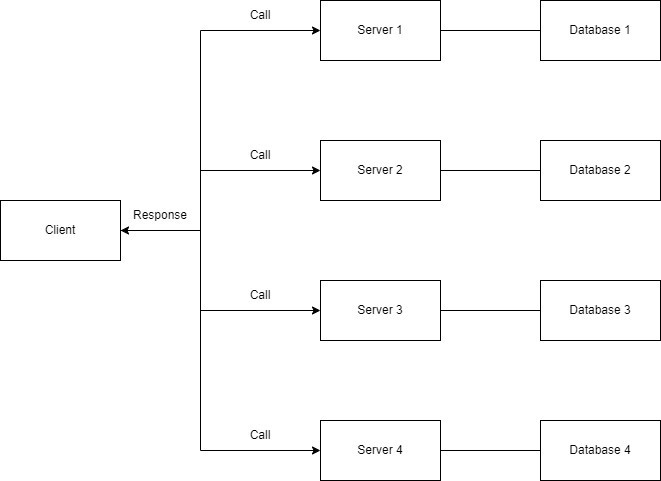 Call
Server 1
Database 1
Call
Server 2
Database 2
Response
Client
Call
Server 3
Database 3
Call
Server 4
Database 4